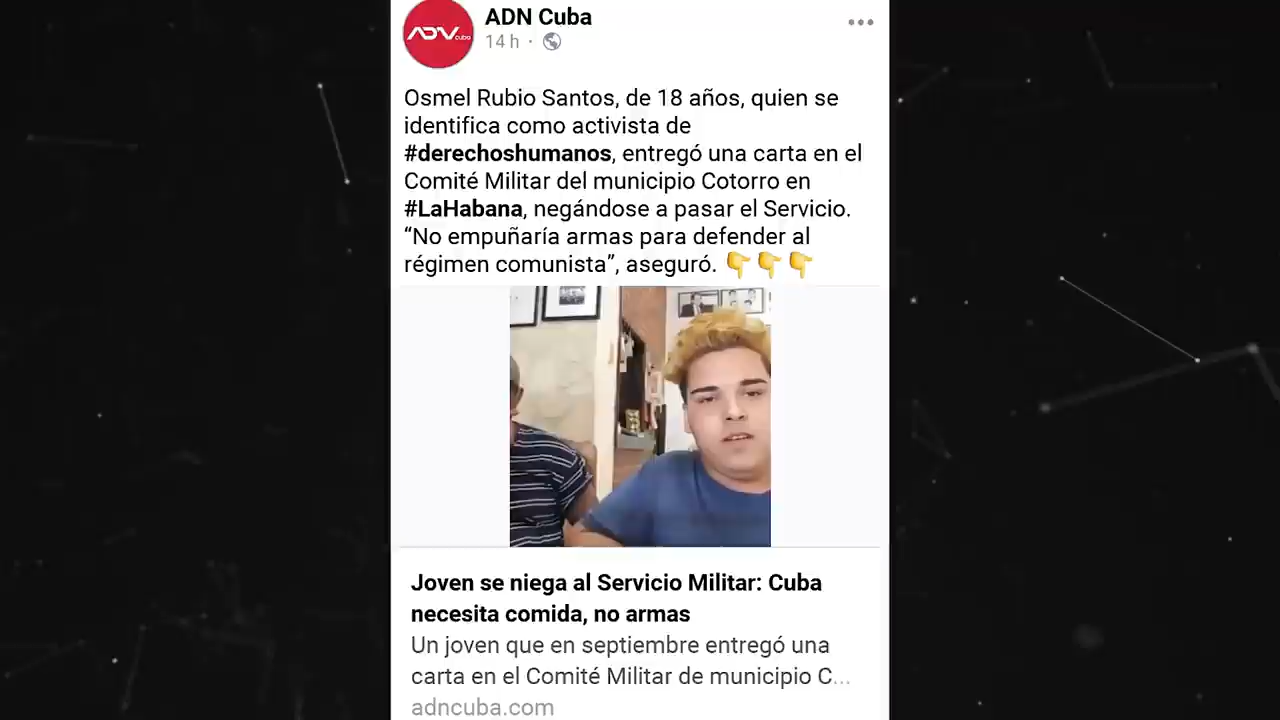 ADN Cuba
ADN cuba
14 h ·
Osmel Rubio Santos, de 18 años, quien se
identifica como activista de
#derechoshumanos, entregó una carta en el
Comité Militar del municipio Cotorro en
#LaHabana, negándose a pasar el Servicio.
“No empuñaría armas para defender al
régimen comunista”, aseguró. 👇👇👇
Joven se niega al Servicio Militar: Cuba
necesita comida, no armas
Un joven que en septiembre entregó una
carta en el Comité Militar de municipio C...
adncuba.com